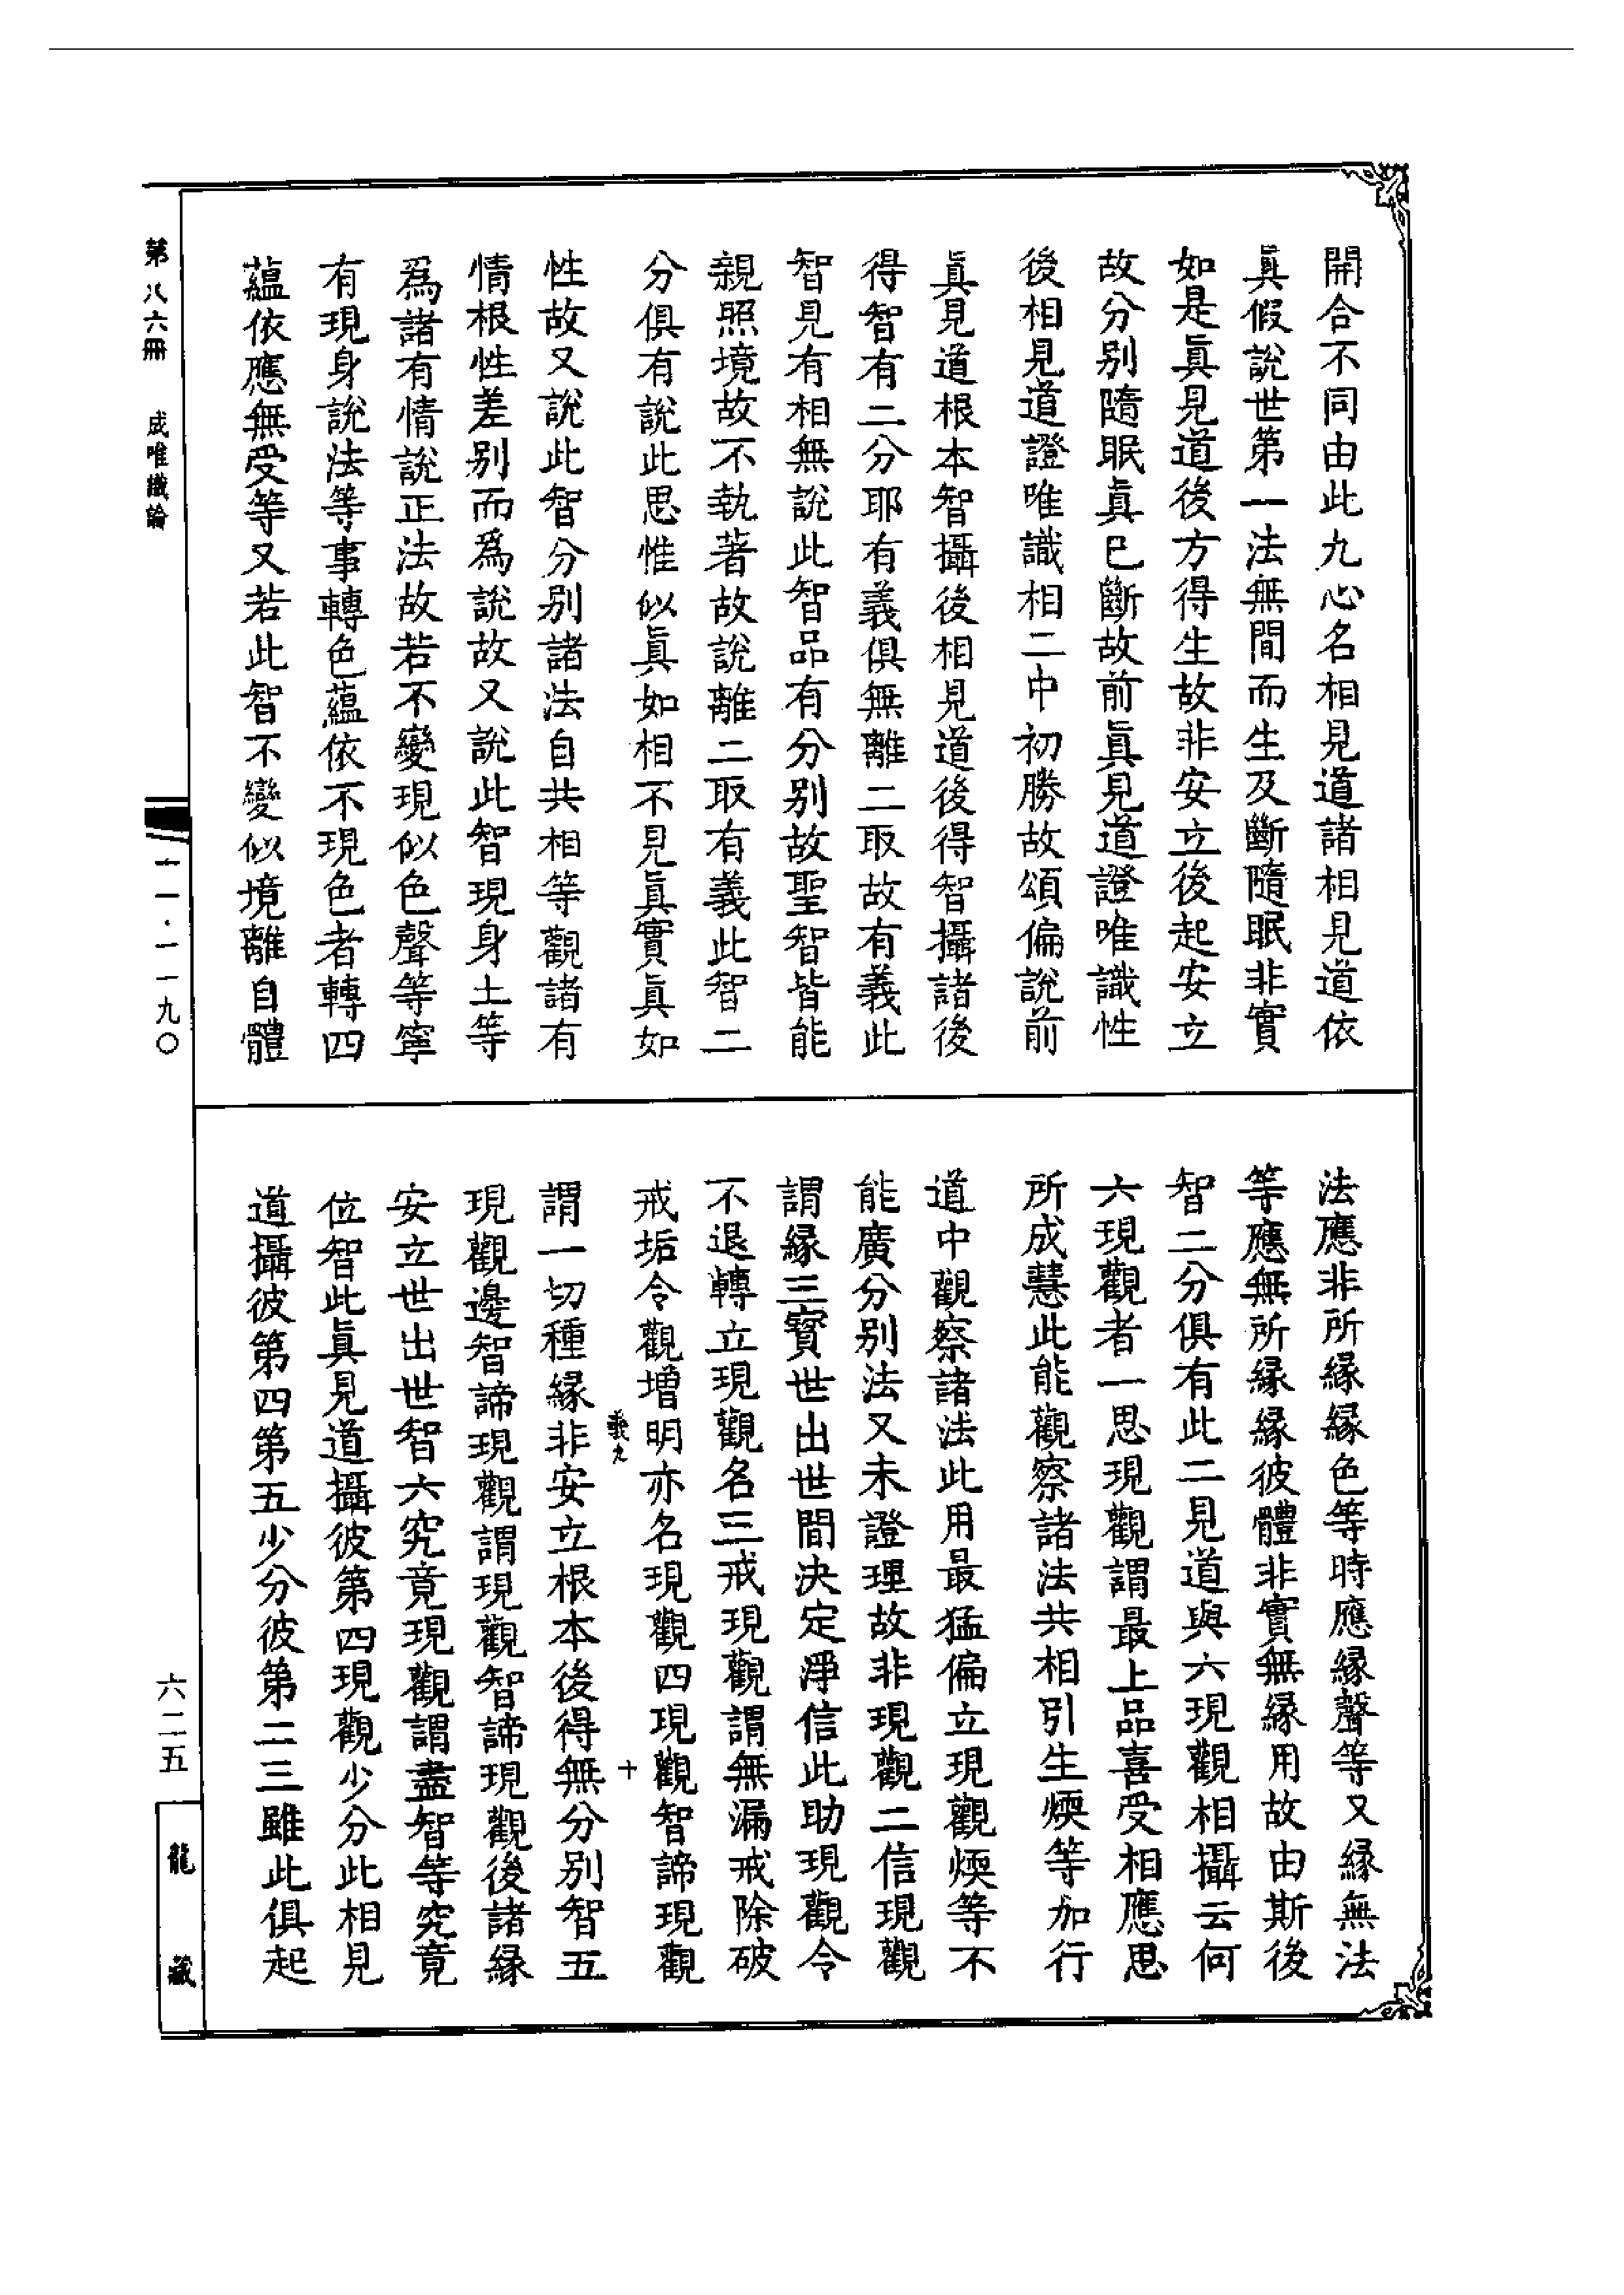 開合不同由此九心名相見道諸相見道依
眞假說世第一法無間而生及斷隨眠非實
如是眞見道後方得生故非安立後起安立
故分別隨眠眞已斷故前眞見道證唯識性
後相見道證唯識相二中初勝故頌偏說前
眞見道根本智攝後相見道後得智攝諸後
得智有二分耶有義俱無離二取故有義此
智見有相無說此智品有分別故聖智皆能
親照境故不執著故說離二取有義此智二
分俱有說此思惟似眞如相不見眞實眞如
性故又說此智分別諸法自共相等觀諸有
情根性差別而爲說故又說此智現身土等
爲諸有情說正法故若不變現似色聲等寧
有現身說法等事轉色蘊依不現色者轉四
蘊依應無受等又若此智不變似境離自體
法應非所緣緣色等時應緣聲等又緣無法
等應無所緣緣彼體非實無緣用故由斯後
智二分俱有此二見道與六現觀相攝云何
六現觀者一思現觀謂最上品喜受相應思
所成慧此能觀察諸法共相引生煗等加行
道中觀察諸法此用最猛偏立現觀煗等不
能廣分別法又未證理故非現觀二信現觀
謂緣三寶世出世間決定淨信此助現觀令
不退轉立現觀名三戒現觀謂無漏戒除破
戒垢令觀增明亦名現觀四現觀智諦現觀
義九
十
謂一切種緣非安立根本後得無分別智五
現觀邊智諦現觀謂現觀智諦現觀後諸緣
安立世出世智六究竟現觀謂盡智等究竟
位智此眞見道攝彼第四現觀少分此相見
道攝彼第四第五少分彼第二三雖此俱起
第八六冊
成唯識論
一一·一一九〇
六二五
龍藏